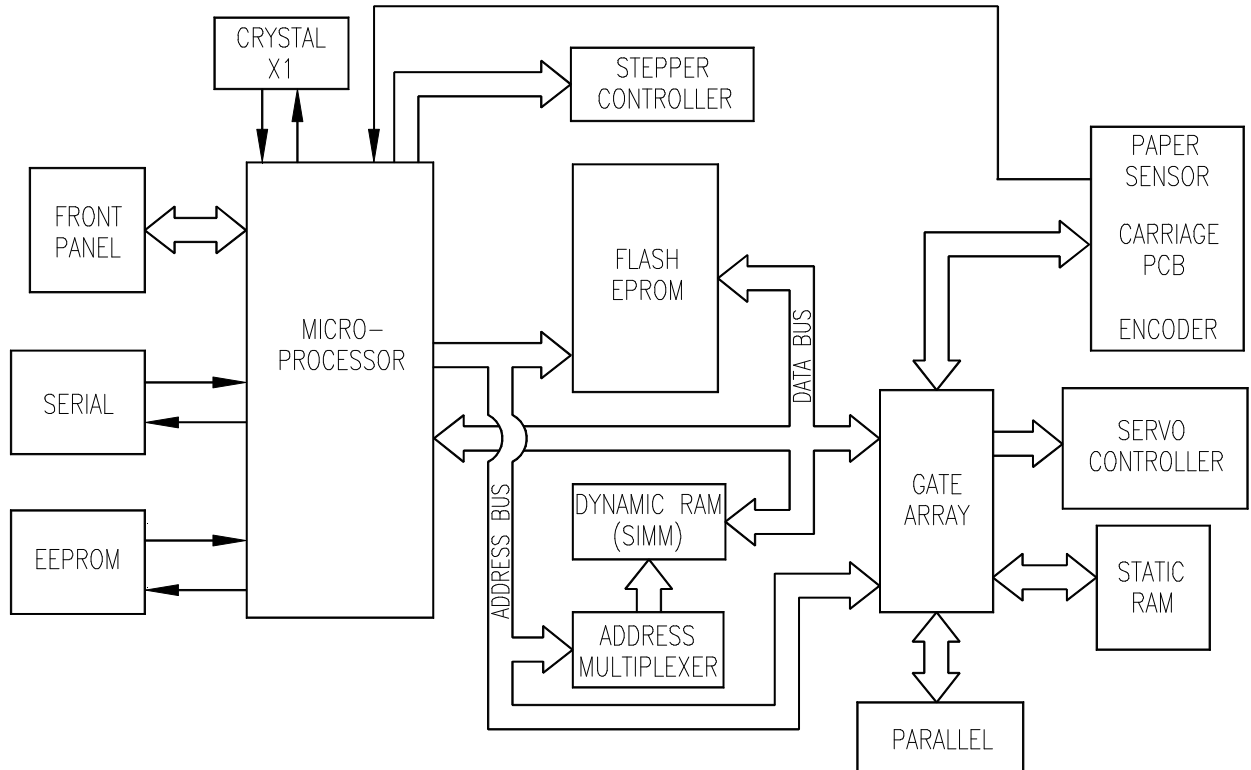 CRYSTAL
X1
STEPPER
CONTROLLER
PAPER
SENSOR
CARRIAGE
PCB
ENCODER
FRONT
PANEL
MICRO-
PROCESSOR
FLASH
EPROM
DATA BUS
SERIAL
SERVO
CONTROLLER
GATE
ARRAY
DYNAMIC RAM
(SIMM)
ADDRESS BUS
EEPROM
STATIC
RAM
ADDRESS
MULTIPLEXER
PARALLEL